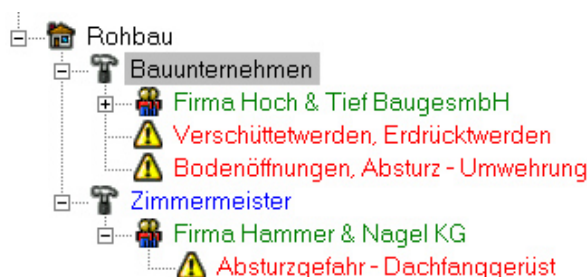 Rohbau
Bauunternehmen
Firma Hoch & Tief BaugesmbH
Verschüttetwerden, Erdrücktwerden
Bodenöffnungen, Absturz - Umwehrung
Zimmermeister
Firma Hammer & Nagel KG
Absturzgefahr - Dachfanggerüst